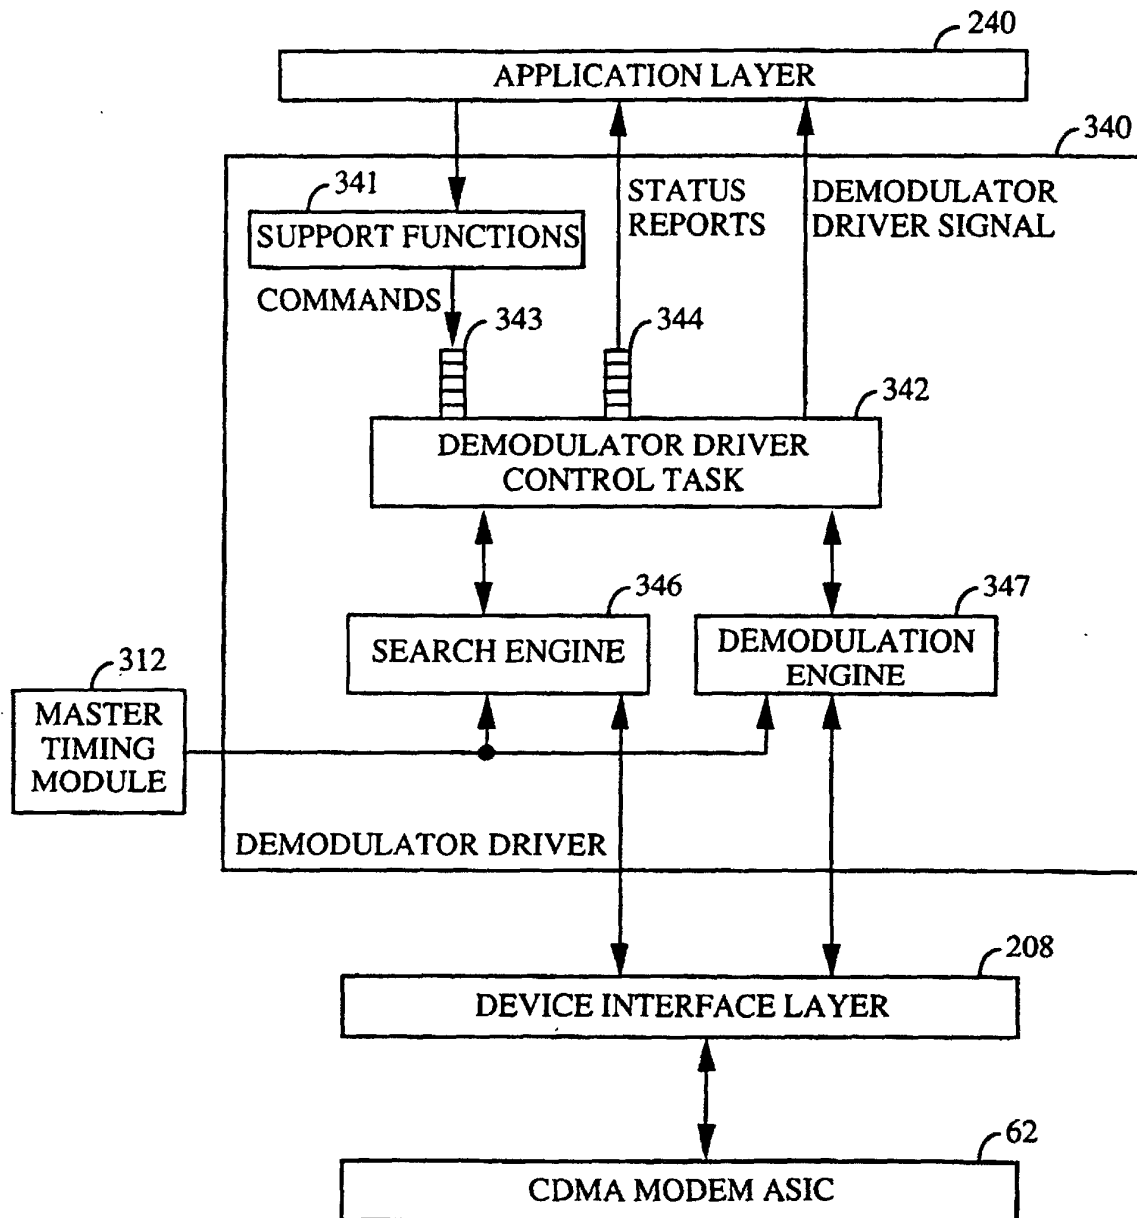 240
APPLICATION LAYER
340
341
STATUS
REPORTS
DEMODULATOR
DRIVER SIGNAL
SUPPORT FUNCTIONS
COMMANDS
343
344
342
DEMODULATOR DRIVER
CONTROL TASK
346
347
SEARCH ENGINE
DEMODULATION
ENGINE
312
MASTER
TIMING
MODULE
DEMODULATOR DRIVER
208
DEVICE INTERFACE LAYER
62
CDMA MODEM ASIC